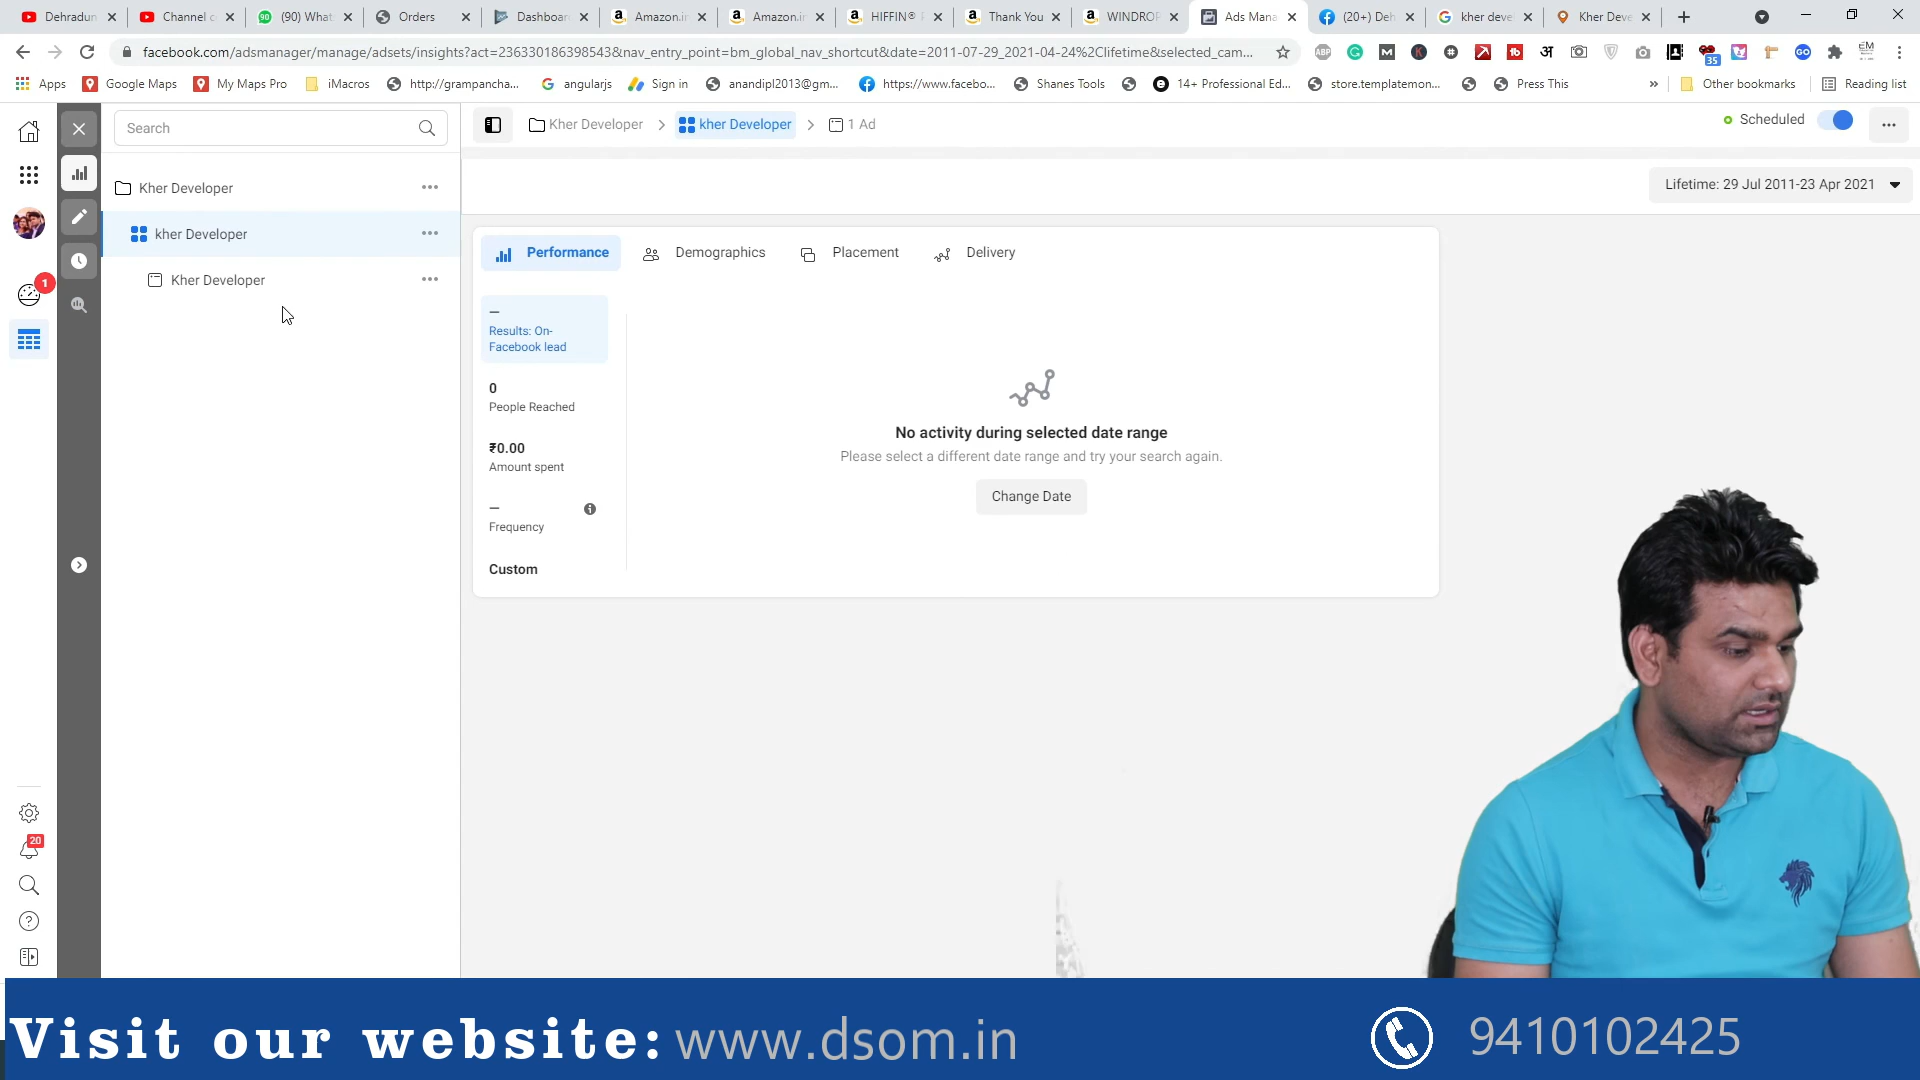 Dehradun
Channel c
(90) What
Orders
Dashboar
Amazon.i
Amazon.i
HIFFIN®
Thank You
WINDROP
Ads Mana
(20+) Deh
kher deve
Kher Deve
facebook.com/adsmanager/manage/adsets/insights?act=236330186398543&nav_entry_point=bm_global_nav_shortcut&date=2011-07-29_2021-04-24%2Clifetime&selected_cam...
Apps
Google Maps
My Maps Pro
iMacros
http://grampancha...
angularjs
Sign in
anandipl2013@gm...
https://www.facebo...
Shanes Tools
14+ Professional Ed...
store.templatemon...
Press This
Other bookmarks
Reading list
Search
Kher Developer
kher Developer
1 Ad
Scheduled
Lifetime: 29 Jul 2011-23 Apr 2021
Kher Developer
kher Developer
Kher Developer
1
Performance
Demographics
Placement
Delivery
—
Results: On-
Facebook lead
0
People Reached
₹0.00
Amount spent
—
Frequency
Custom
No activity during selected date range
Please select a different date range and try your search again.
Change Date
20
Visit our website: www.dsom.in
9410102425